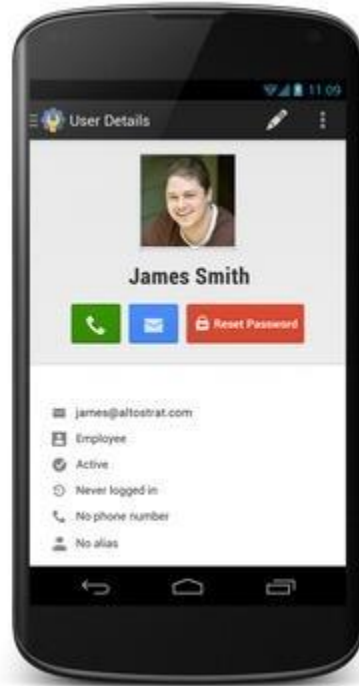 11:09
User Details
James Smith
Reset Password
james@altostrat.com
Employee
Active
Never logged in
No phone number
No alias